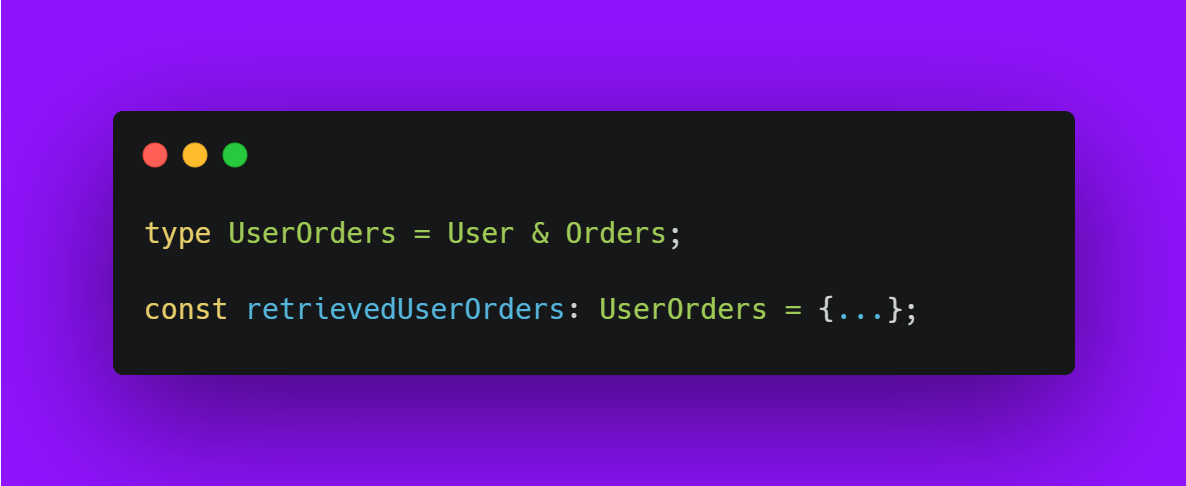 type UserOrders = User & Orders;
const retrievedUserOrders: UserOrders = {...};